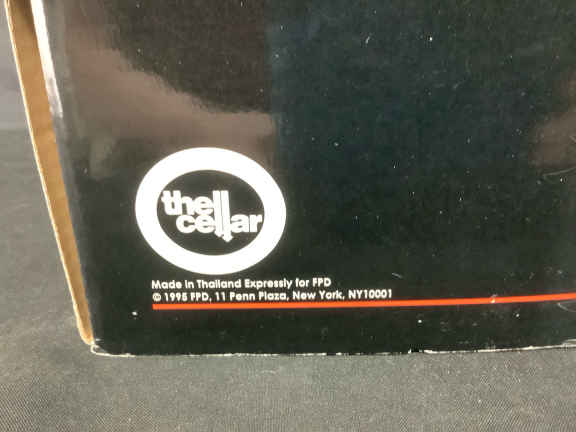 the
cellar
Made in Thailand Expressly for FPD
© 1995 FPD, 11 Penn Plaza, New York, NY10001